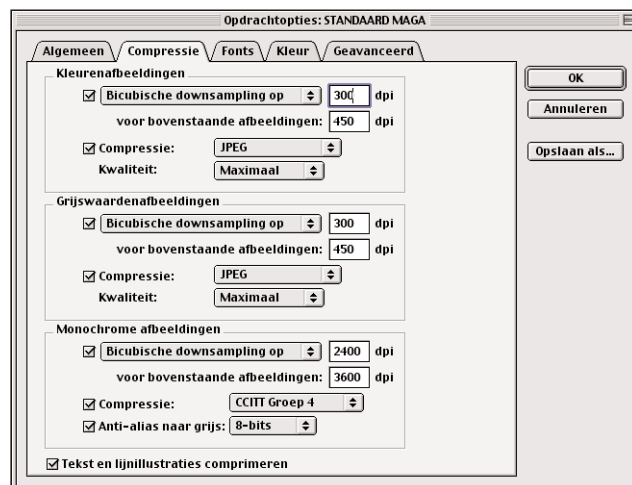 Opdrachtopties: STANDAARD MAGA
Algemeen Compressie Fonts Kleur Geavanceerd
Kleurenafbeeldingen
Bicubische downsampling op 300 dpi
voor bovenstaande afbeeldingen: 450 dpi
Compressie: JPEG
Kwaliteit: Maximaal
Grijswaardenafbeeldingen
Bicubische downsampling op 300 dpi
voor bovenstaande afbeeldingen: 450 dpi
Compressie: JPEG
Kwaliteit: Maximaal
Monochrome afbeeldingen
Bicubische downsampling op 2400 dpi
voor bovenstaande afbeeldingen: 3600 dpi
Compressie: CCITT Groep 4
Anti-alias naar grijs: 8-bits
Tekst en lijnillustraties comprimeren
OK
Annuleren
Opslaan als...